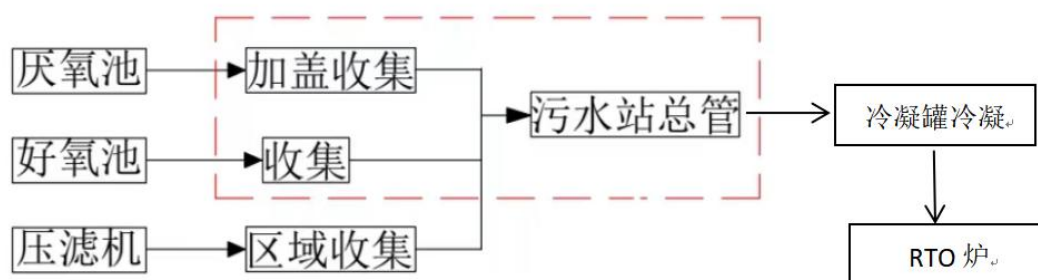 厌氧池
加盖收集
污水站总管
冷凝罐冷凝
好氧池
收集
压滤机
区域收集
RTO 炉